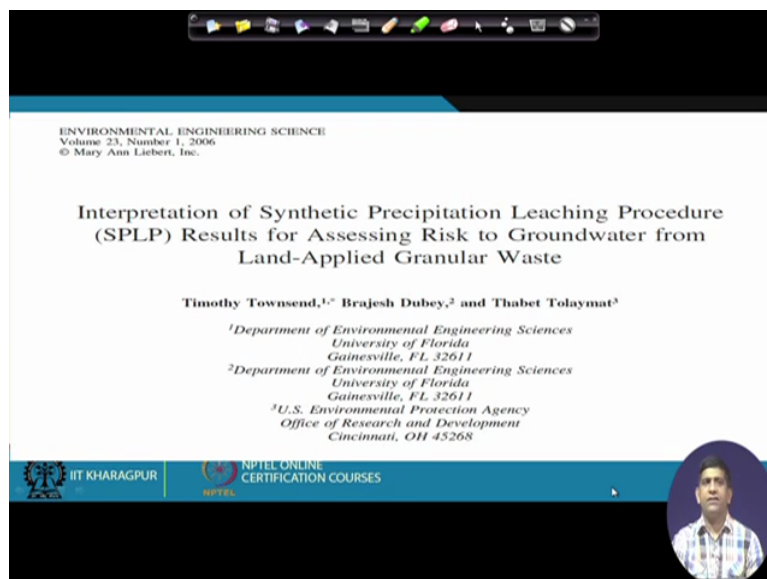 ENVIRONMENTAL ENGINEERING SCIENCE
Volume 23, Number 1, 2006
© Mary Ann Liebert, Inc.
Interpretation of Synthetic Precipitation Leaching Procedure
(SPLP) Results for Assessing Risk to Groundwater from
Land-Applied Granular Waste
Timothy Townsend,¹,* Brajesh Dubey,² and Thabet Tolaymat³
¹Department of Environmental Engineering Sciences
University of Florida
Gainesville, FL 32611
²Department of Environmental Engineering Sciences
University of Florida
Gainesville, FL 32611
³U.S. Environmental Protection Agency
Office of Research and Development
Cincinnati, OH 45268
IIT KHARAGPUR
NPTEL
NPTEL ONLINE
CERTIFICATION COURSES